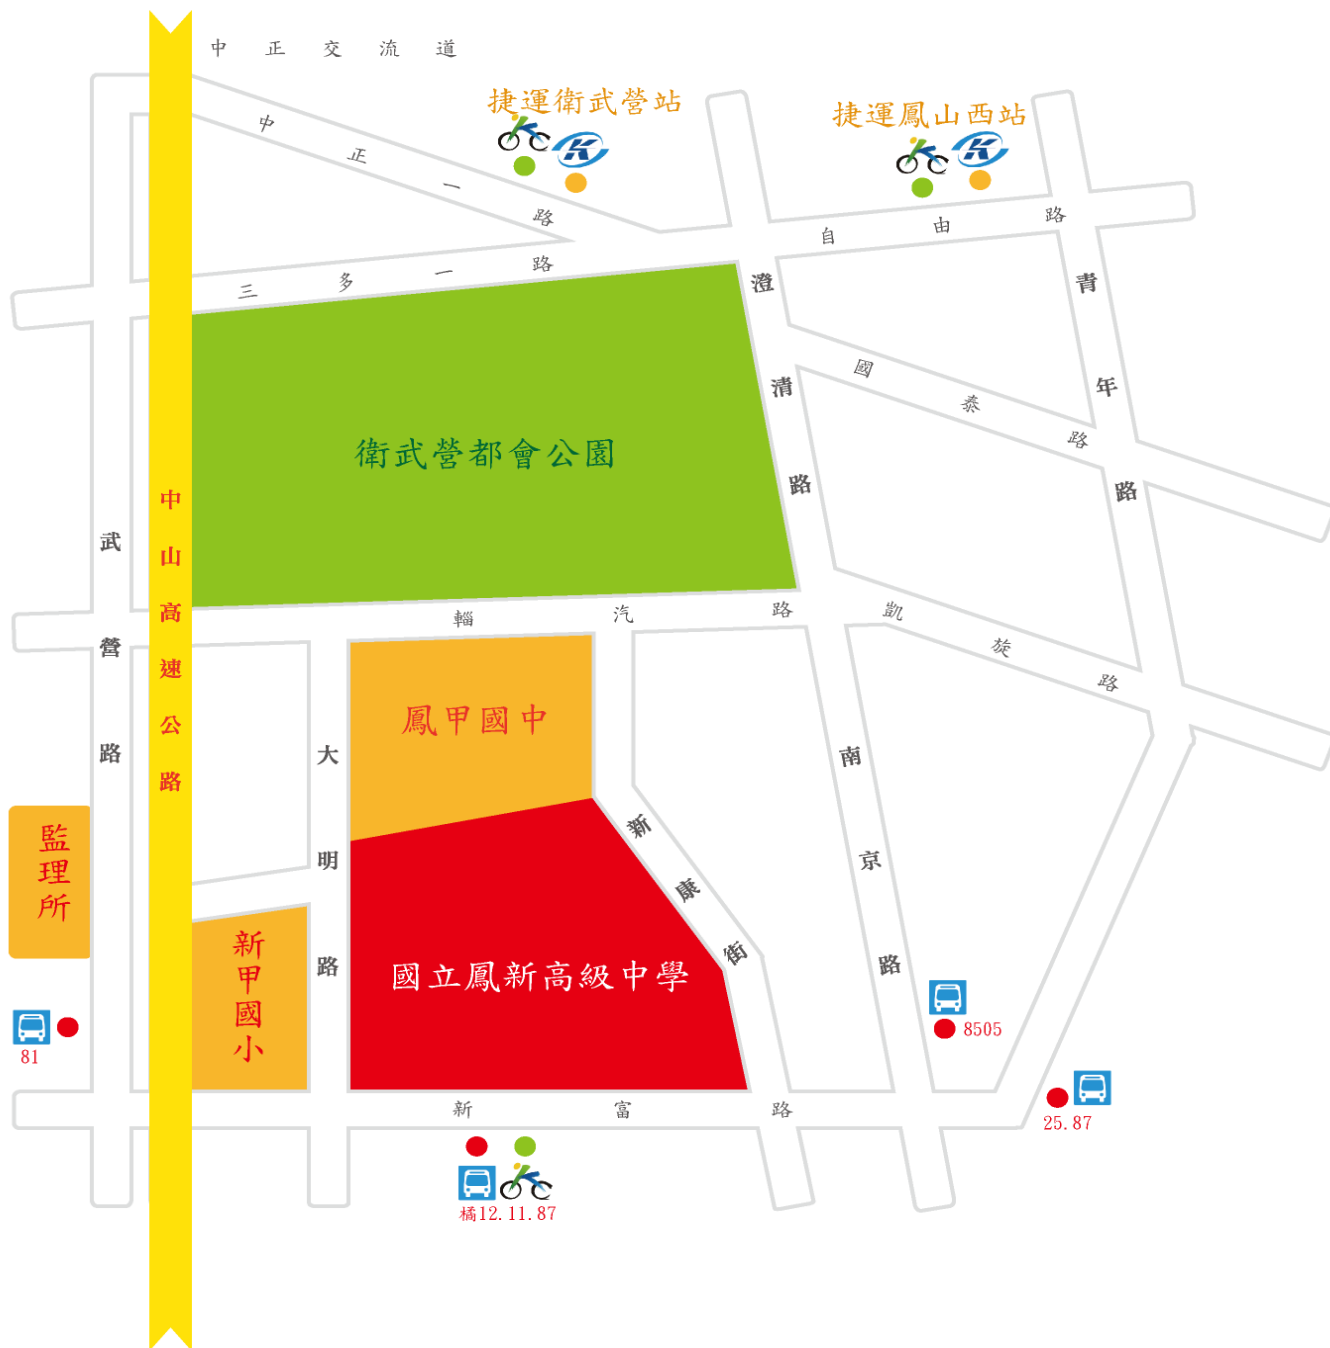 中正交流道
捷運衛武營站
捷運鳳山西站
中正一路
三多一路
自由路
澄清路
青年路
國泰路
衛武營都會公園
中山高速公路
武營路
輜汽路
凱旋路
鳳甲國中
大明路
新康街
南京路
監理所
新甲國小
國立鳳新高級中學
81
8505
25.87
新富路
橘12.11.87